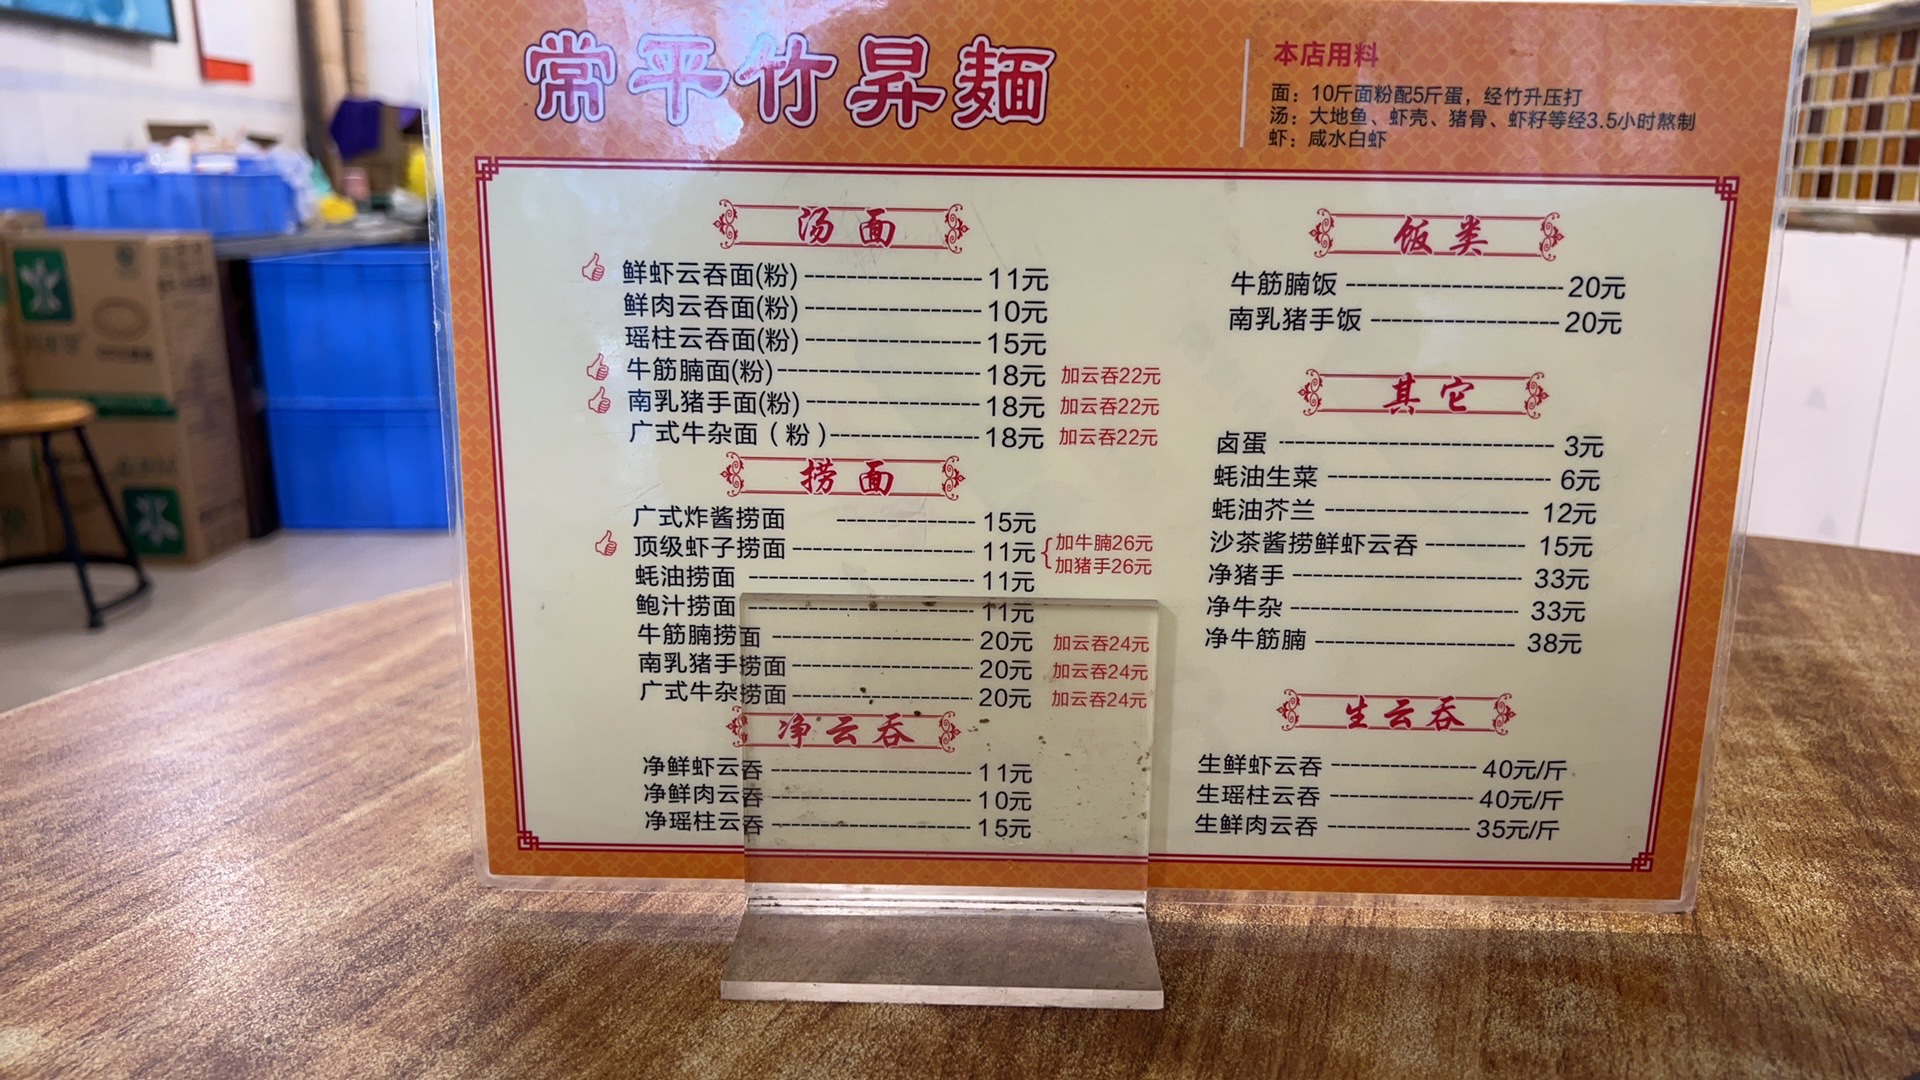 常平竹昇麵
本店用料
面：10斤面粉配5斤蛋，经竹升压打
汤：大地鱼、虾壳、猪骨、虾籽等经3.5小时熬制
虾：咸水白虾
汤面
鲜虾云吞面(粉) 11元
鲜肉云吞面(粉) 10元
瑶柱云吞面(粉) 15元
牛筋腩面(粉) 18元 加云吞22元
南乳猪手面(粉) 18元 加云吞22元
广式牛杂面（粉） 18元 加云吞22元
捞面
广式炸酱捞面 15元
顶级虾子捞面 11元 加牛腩26元
加猪手26元
蚝油捞面 11元
鲍汁捞面 11元
牛筋腩捞面 20元 加云吞24元
南乳猪手捞面 20元 加云吞24元
广式牛杂捞面 20元 加云吞24元
净云吞
净鲜虾云吞 11元
净鲜肉云吞 10元
净瑶柱云吞 15元
饭类
牛筋腩饭 20元
南乳猪手饭 20元
其它
卤蛋 3元
蚝油生菜 6元
蚝油芥兰 12元
沙茶酱捞鲜虾云吞 15元
净猪手 33元
净牛杂 33元
净牛筋腩 38元
生云吞
生鲜虾云吞 40元/斤
生瑶柱云吞 40元/斤
生鲜肉云吞 35元/斤